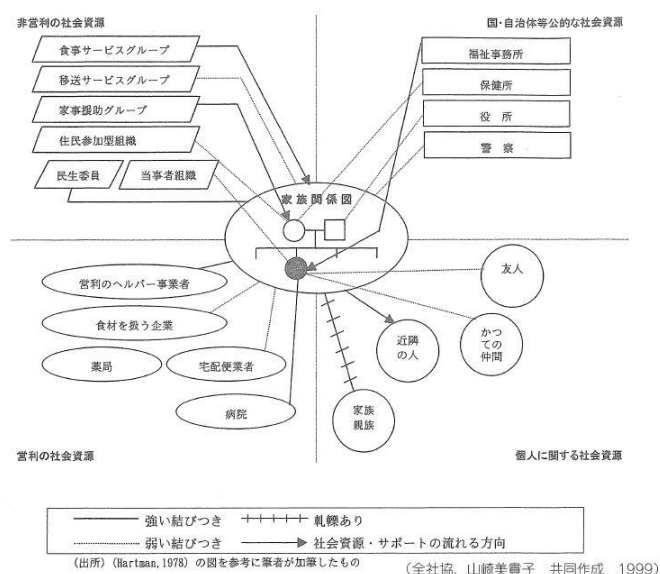 非営利の社会資源
国・自治体等公的な社会資源
食事サービスグループ
移送サービスグループ
家事援助グループ
住民参加型組織
民生委員
当事者組織
福祉事務所
保健所
役 所
警 察
家族関係図
営利のヘルパー事業者
食材を扱う企業
薬局
宅配便業者
病院
友人
かつ
ての
仲間
近隣
の人
家族
親族
営利の社会資源
個人に関する社会資源
強い結びつき
軋轢あり
弱い結びつき
社会資源・サポートの流れる方向
(出所) (Hartman,1978) の図を参考に筆者が加筆したもの
(全社協、山崎美貴子 共同作成 1999)